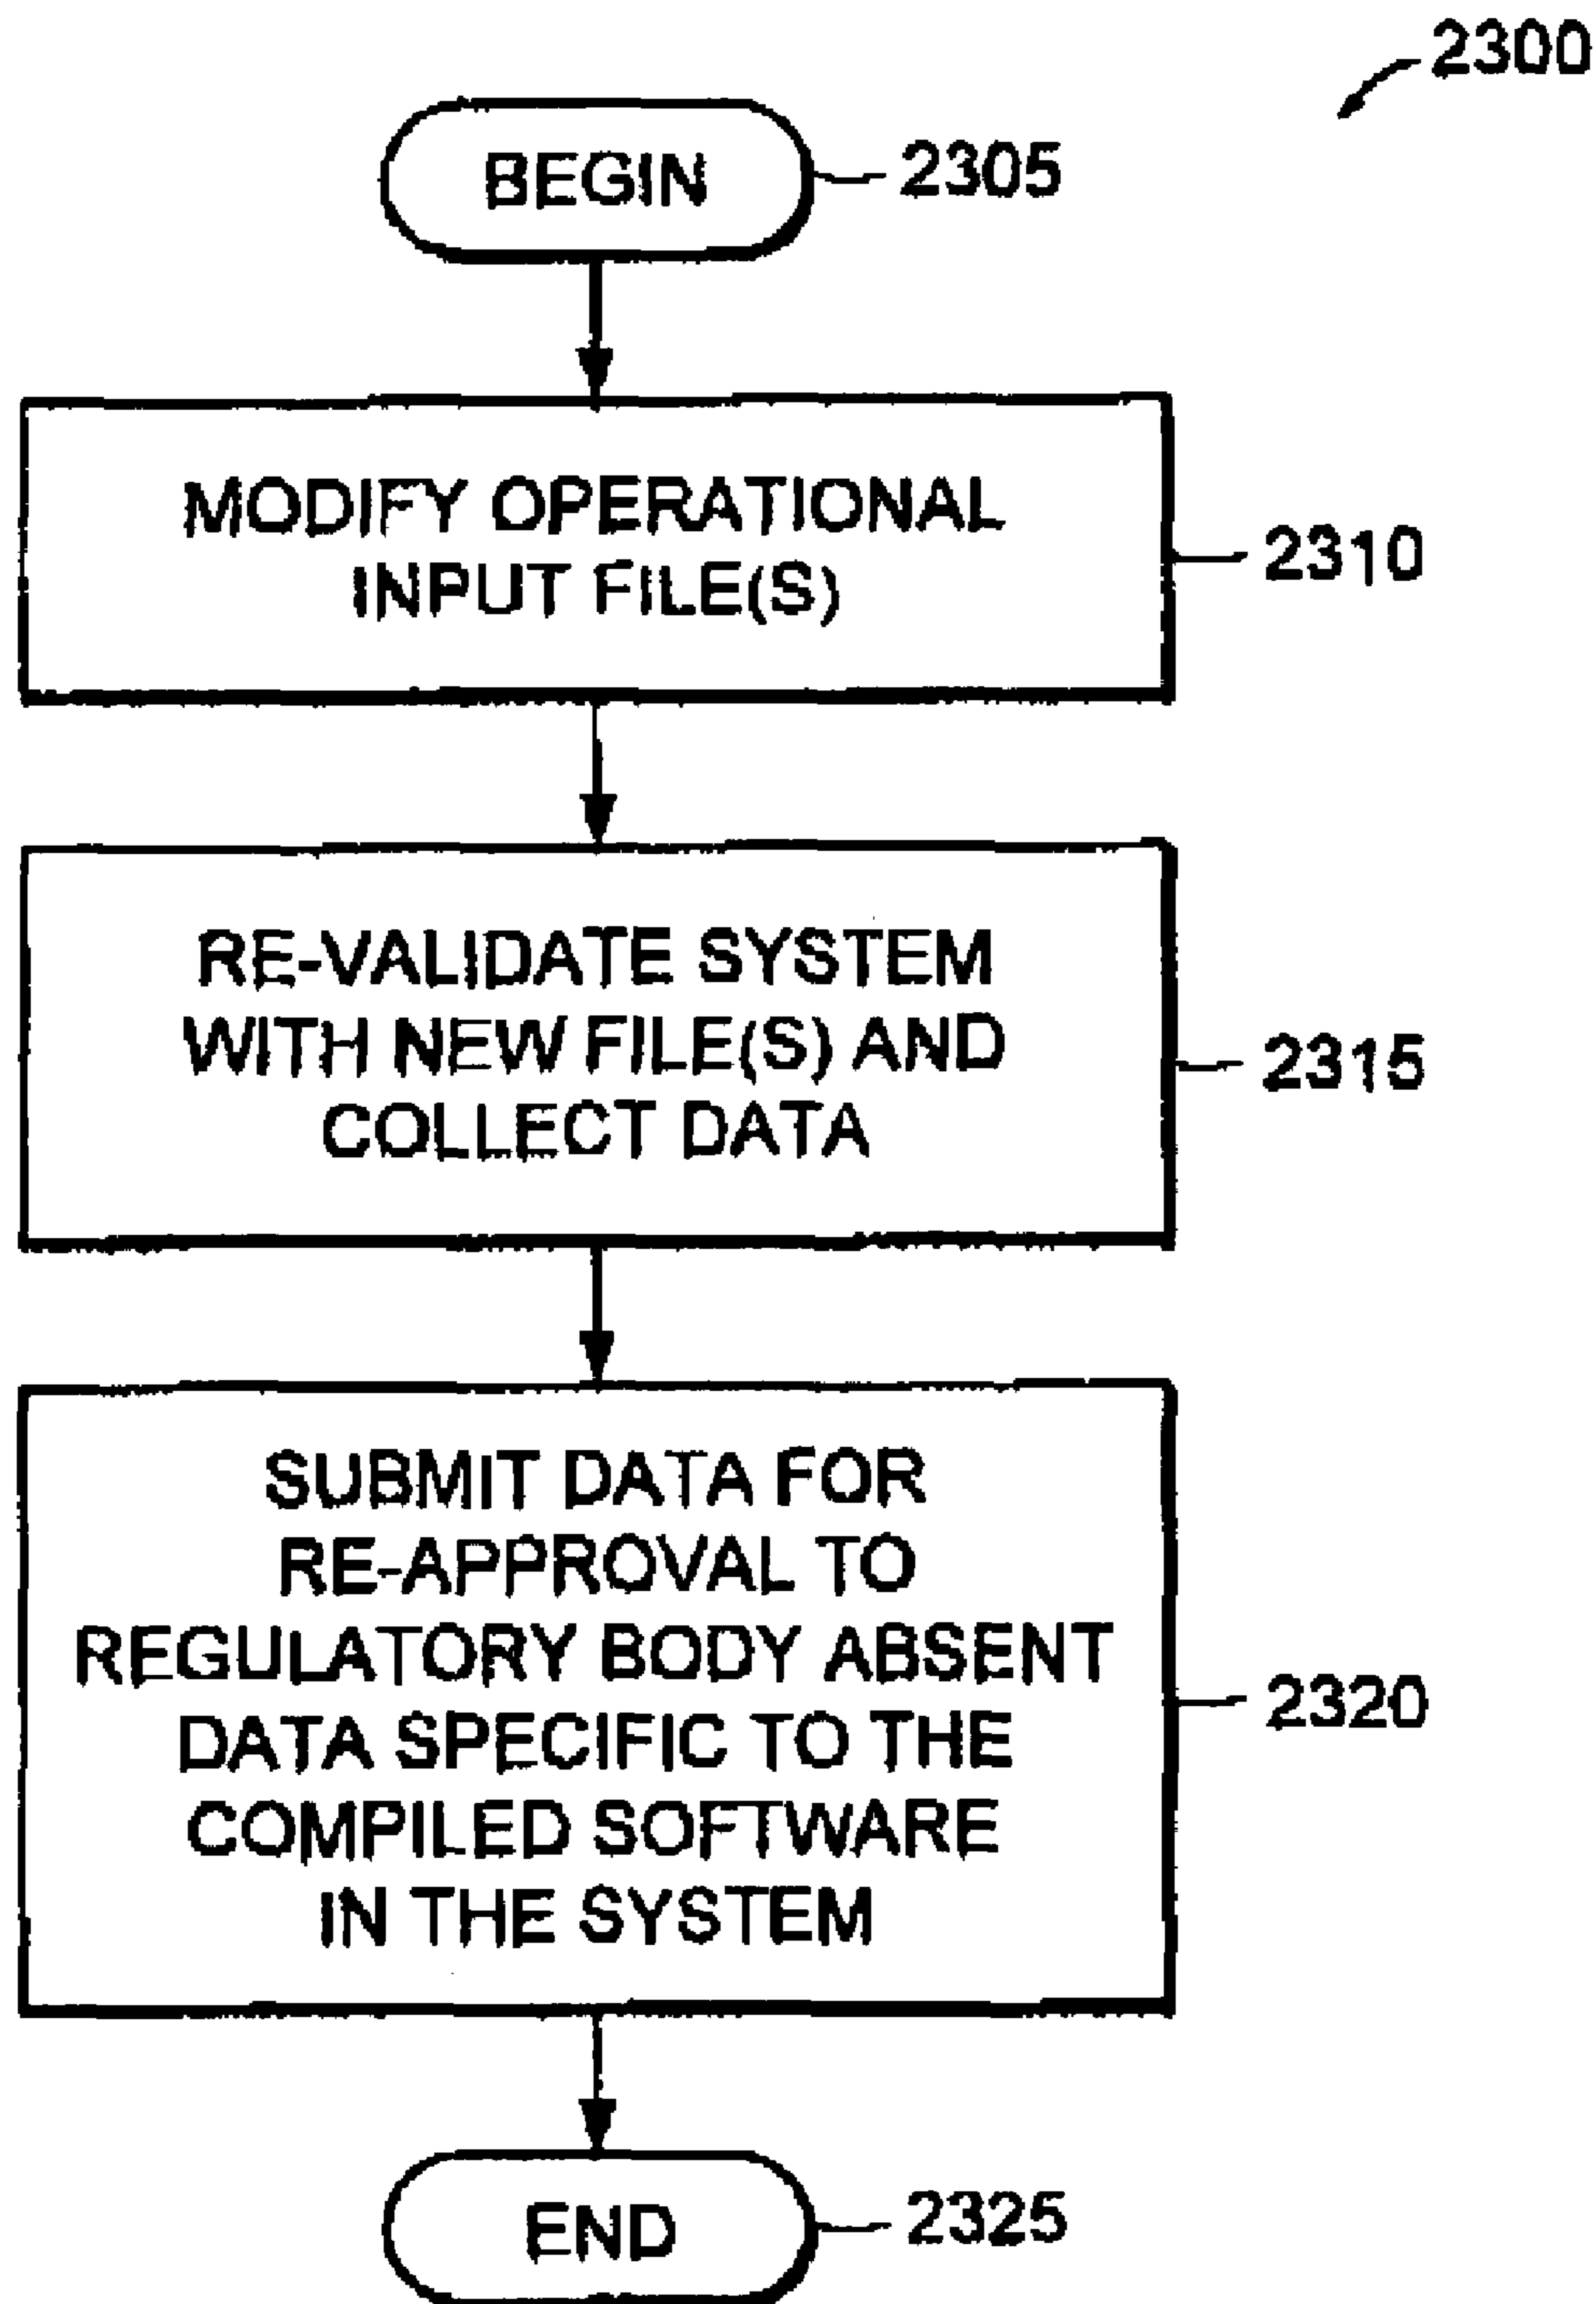 2300
BEGIN
2305
MODIFY OPERATIONAL
INPUT FILE(S)
2310
RE-VALIDATE SYSTEM
WITH NEW FILE(S) AND
COLLECT DATA
2315
SUBMIT DATA FOR
RE-APPROVAL TO
REGULATORY BODY ABSENT
DATA SPECIFIC TO THE
COMPILED SOFTWARE
IN THE SYSTEM
2320
END
2325